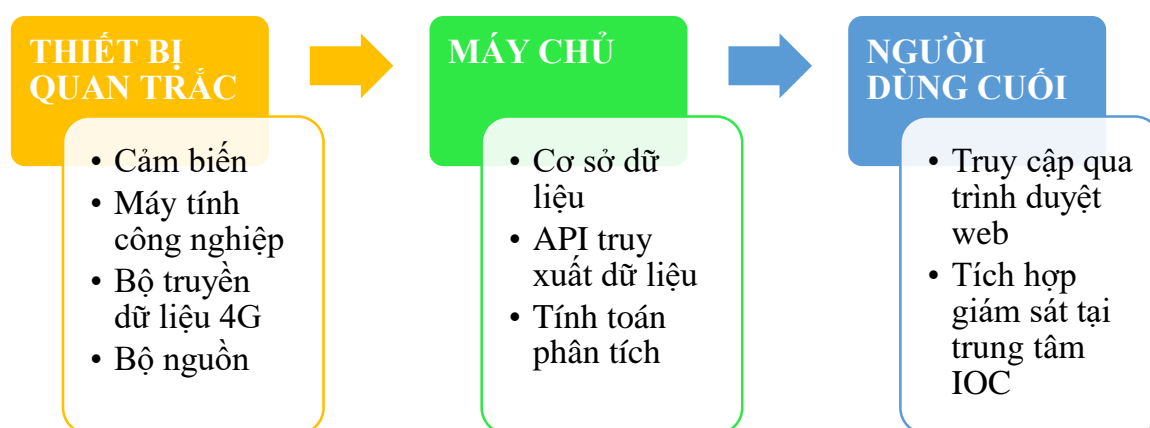 THIẾT BỊ
QUAN TRẮC
• Cảm biến
• Máy tính
công nghiệp
• Bộ truyền
dữ liệu 4G
• Bộ nguồn
MÁY CHỦ
• Cơ sở dữ
liệu
• API truy
xuất dữ liệu
• Tính toán
phân tích
NGƯỜI
DÙNG CUỐI
• Truy cập qua
trình duyệt
web
• Tích hợp
giám sát tại
trung tâm
IOC